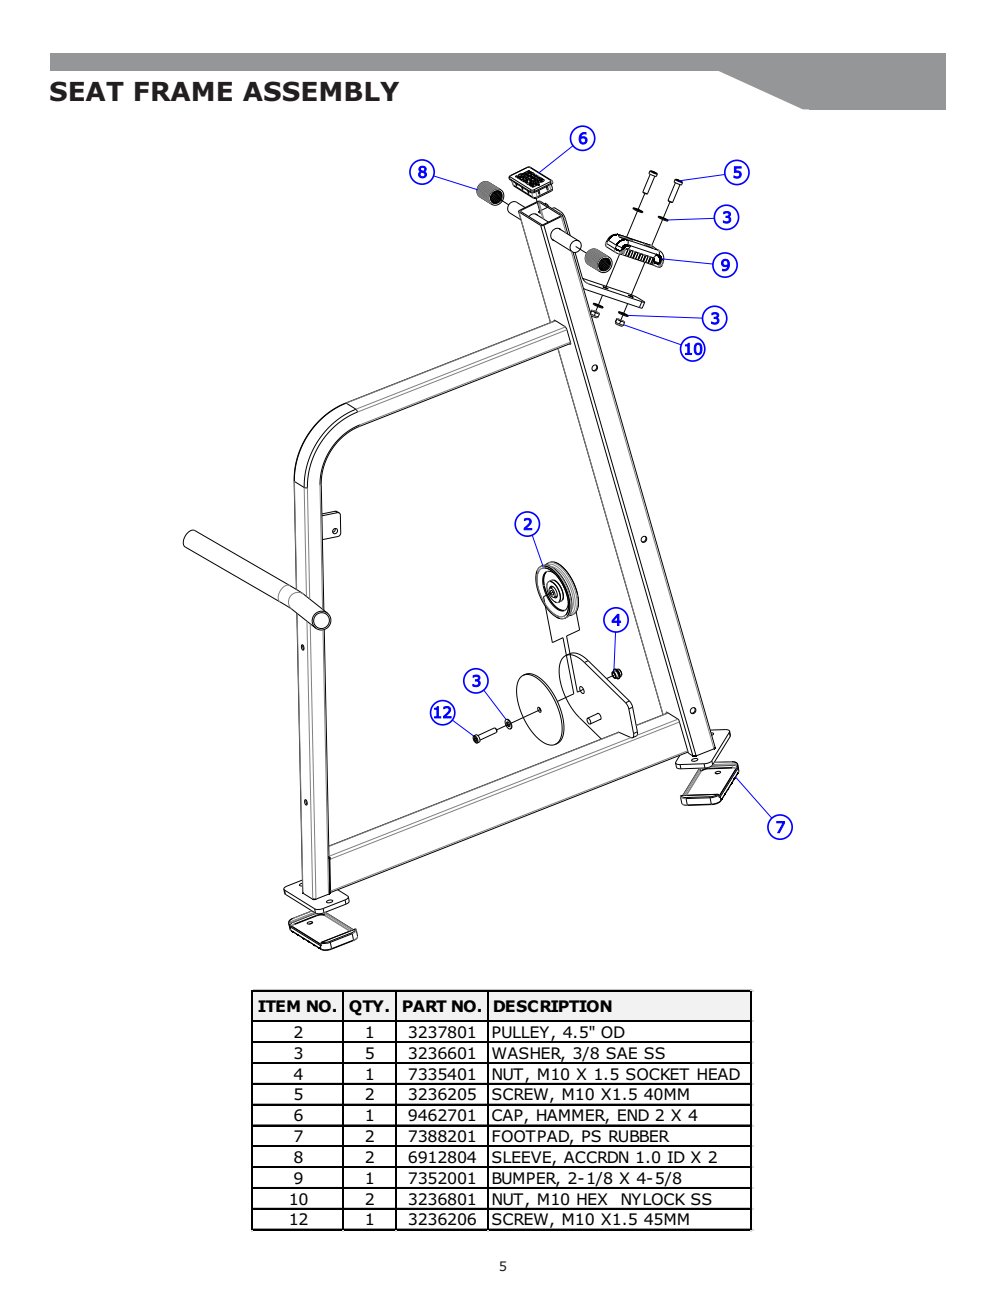 SEAT FRAME ASSEMBLY
6
8
5
3
9
3
10
2
4
3
12
7
ITEM NO. QTY. PART NO. DESCRIPTION
2 1 3237801 PULLEY, 4.5" OD
3 5 3236601 WASHER, 3/8 SAE SS
4 1 7335401 NUT, M10 X 1.5 SOCKET HEAD
5 2 3236205 SCREW, M10 X1.5 40MM
6 1 9462701 CAP, HAMMER, END 2 X 4
7 2 7388201 FOOTPAD, PS RUBBER
8 2 6912804 SLEEVE, ACCRDN 1.0 ID X 2
9 1 7352001 BUMPER, 2-1/8 X 4-5/8
10 2 3236801 NUT, M10 HEX NYLOCK SS
12 1 3236206 SCREW, M10 X1.5 45MM
5